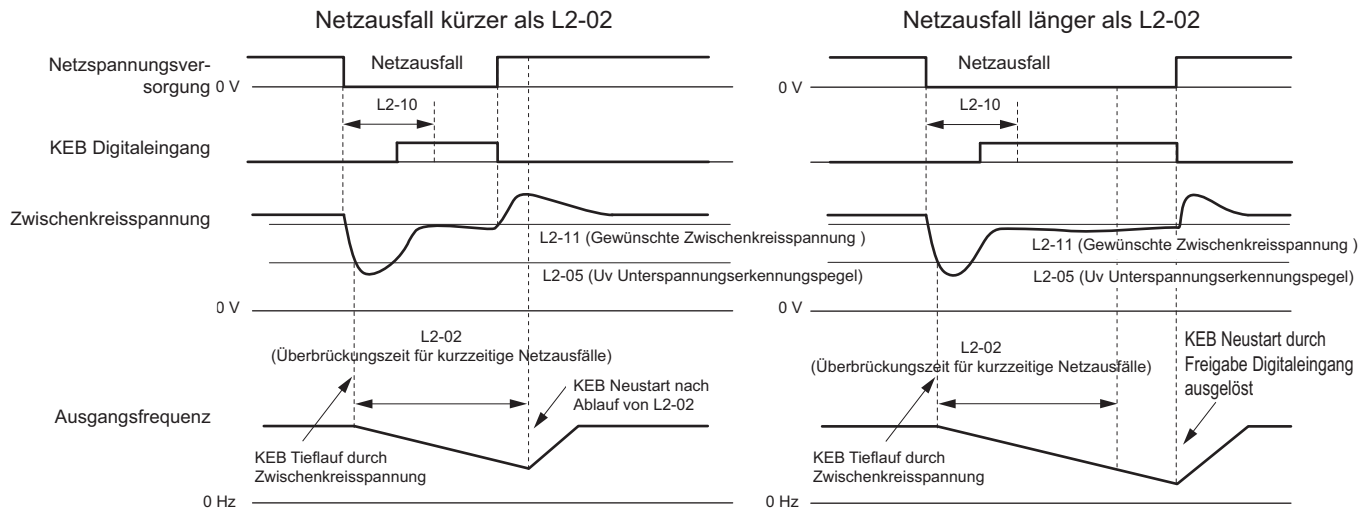 Netzausfall kürzer als L2-02
Netzspannungsver-
sorgung
0 V
Netzausfall
L2-10
KEB Digitaleingang
Zwischenkreisspannung
L2-11 (Gewünschte Zwischenkreisspannung )
L2-05 (Uv Unterspannungserkennungspegel)
0 V
L2-02
(Überbrückungszeit für kurzzeitige Netzausfälle)
KEB Neustart nach
Ablauf von L2-02
Ausgangsfrequenz
KEB Tieflauf durch
Zwischenkreisspannung
0 Hz
Netzausfall länger als L2-02
Netzausfall
0 V
L2-10
L2-11 (Gewünschte Zwischenkreisspannung )
L2-05 (Uv Unterspannungserkennungspegel)
0 V
L2-02
(Überbrückungszeit für kurzzeitige Netzausfälle)
KEB Neustart durch
Freigabe Digitaleingang
ausgelöst
KEB Tieflauf durch
Zwischenkreisspannung
0 Hz